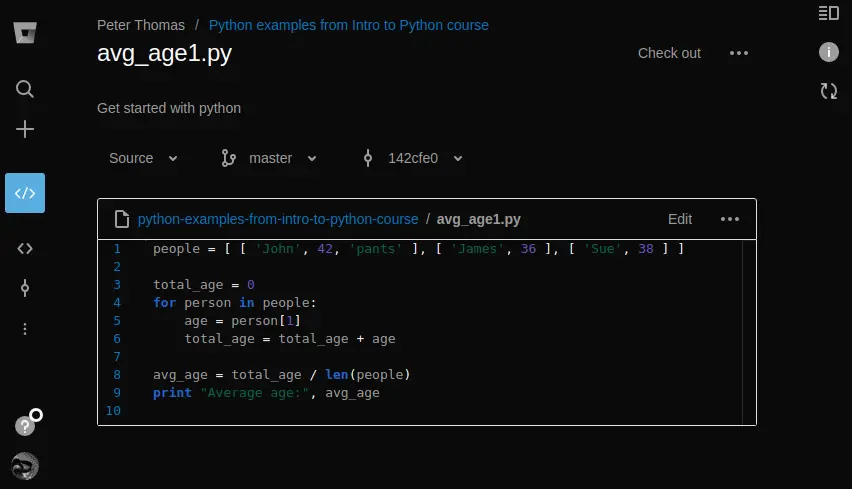 Peter Thomas / Python examples from Intro to Python course
avg_age1.py
Check out
Get started with python
Source master 142cfe0
python-examples-from-intro-to-python-course / avg_age1.py Edit
1 people = [ [ 'John', 42, 'pants' ], [ 'James', 36 ], [ 'Sue', 38 ] ]
2
3 total_age = 0
4 for person in people:
5     age = person[1]
6     total_age = total_age + age
7
8 avg_age = total_age / len(people)
9 print "Average age:", avg_age
10